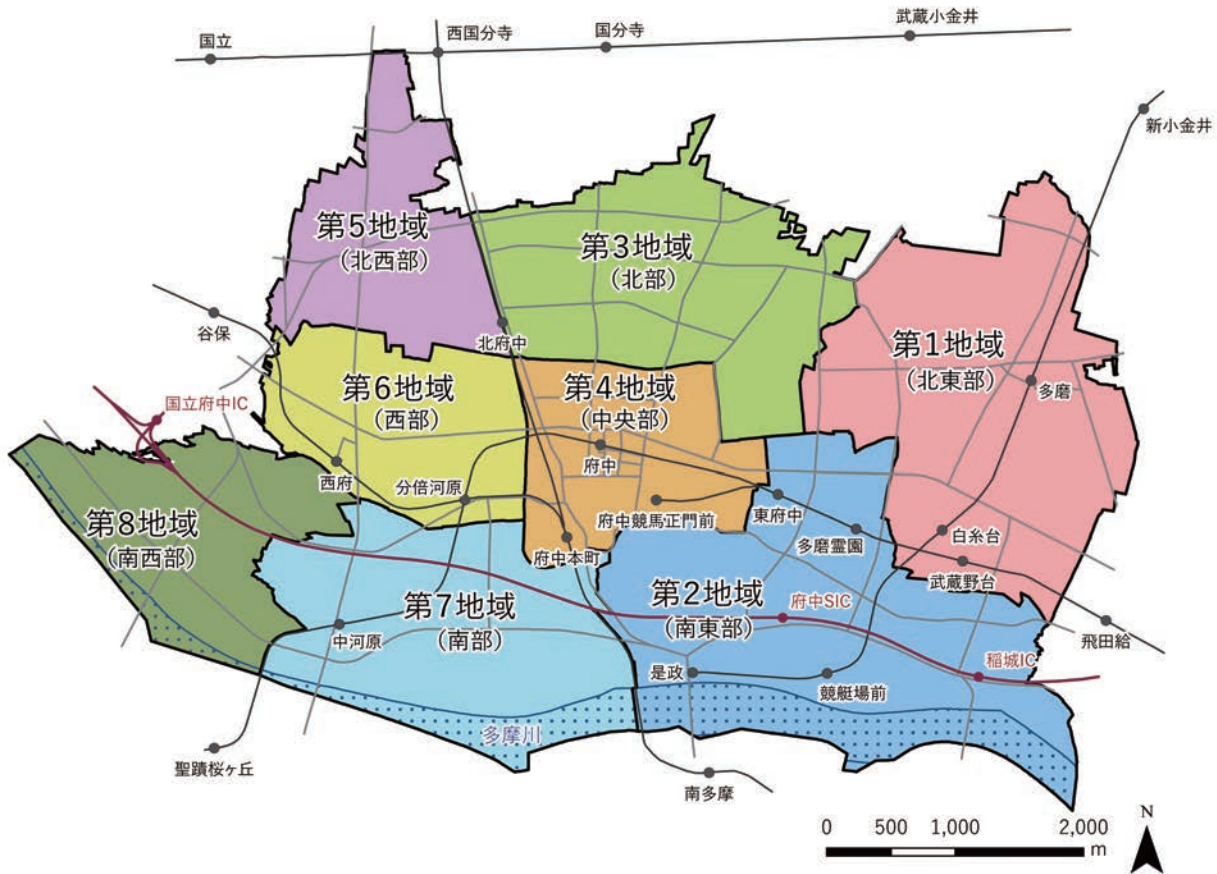 武蔵小金井
西国分寺
国分寺
国立
新小金井
第5地域
(北西部)
第3地域
(北部)
谷保
北府中
第1地域
(北東部)
第6地域
(西部)
第4地域
(中央部)
多磨
国立府中IC
府中
西府
分倍河原
府中競馬正門前
東府中
第8地域
(南西部)
多磨霊園
白糸台
府中本町
武蔵野台
第7地域
(南部)
第2地域
(南東部)
府中SIC
中河原
飛田給
稲城IC
是政
競艇場前
多摩川
聖蹟桜ヶ丘
南多摩
N
0 500 1,000 2,000
m